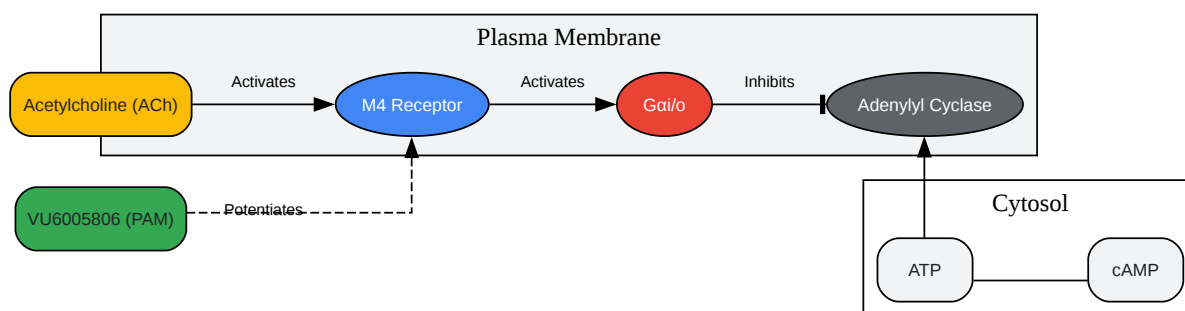 Plasma Membrane
Activates
Activates
Inhibits
Acetylcholine (ACh)
M4 Receptor
Gαi/o
Adenylyl Cyclase
VU6005806 (PAM)
Potentiates
Cytosol
ATP
cAMP